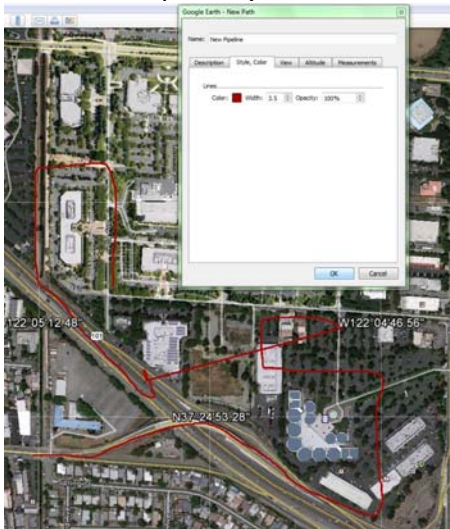 Google Earth - New Path
Name: New Pipeline
Description Style, Color View Altitude Measurements
Lines
Color: Width: 3.5 Opacity: 100%
OK Cancel
122°05'12.48"
W122°04'46.56"
101
N37°24'53.28"